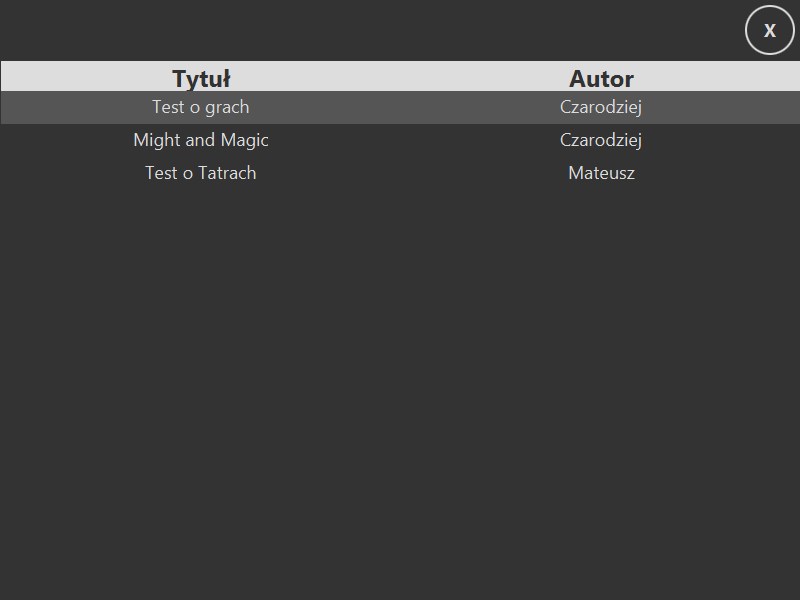 X
Tytuł Autor
Test o grach Czarodziej
Might and Magic Czarodziej
Test o Tatrach Mateusz